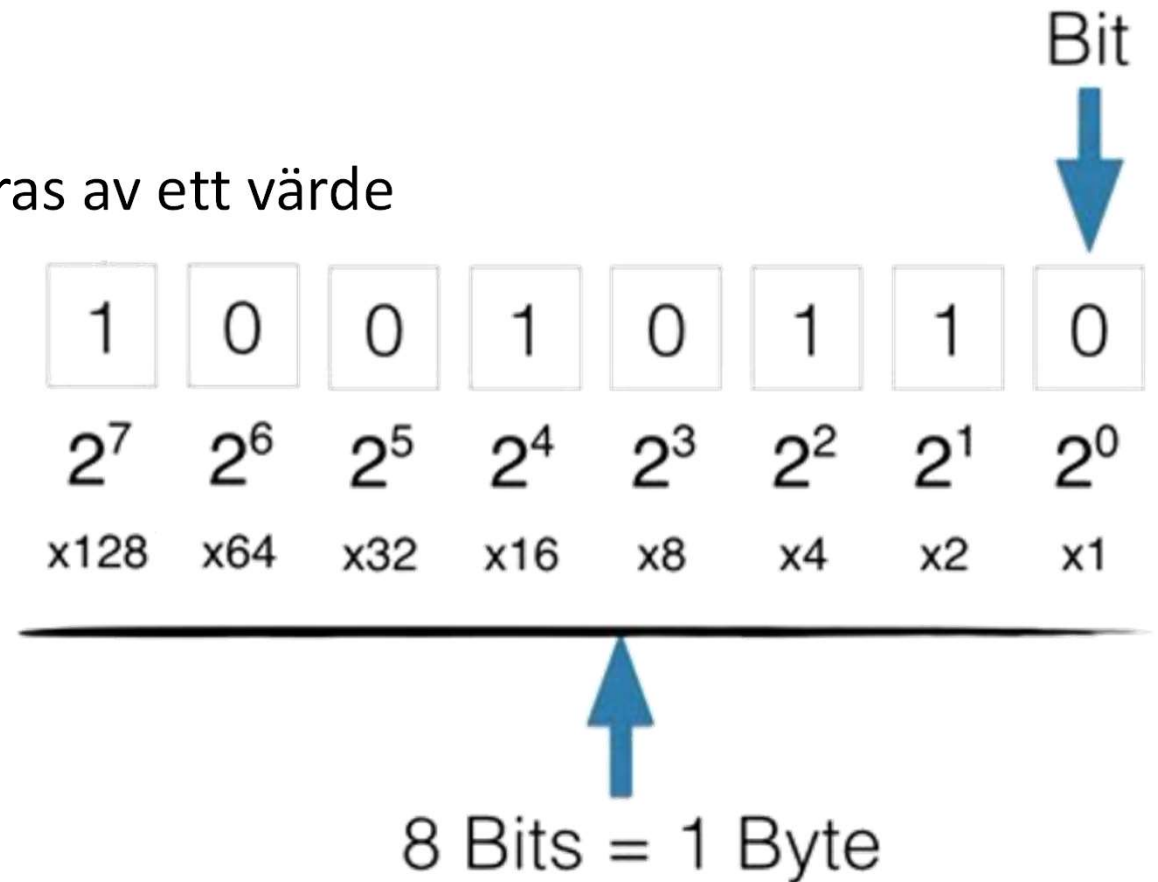 Bit
ras av ett värde
1 0 0 1 0 1 1 0
2⁷ 2⁶ 2⁵ 2⁴ 2³ 2² 2¹ 2⁰
x128 x64 x32 x16 x8 x4 x2 x1
8 Bits = 1 Byte